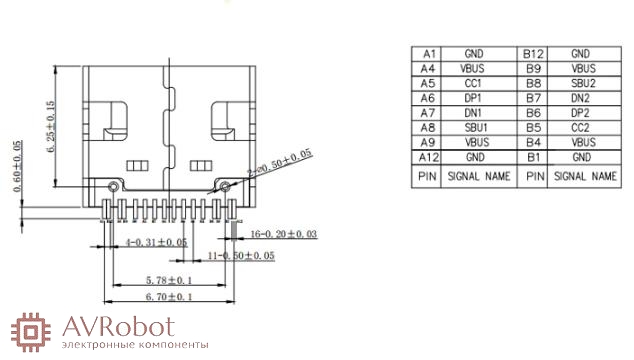 6.25±0.15
0.60±0.05
2-⌀0.50±0.05
4-0.31±0.05
16-0.20±0.03
11-0.50±0.05
5.78±0.1
6.70±0.1
A1 GND B12 GND
A4 VBUS B9 VBUS
A5 CC1 B8 SBU2
A6 DP1 B7 DN2
A7 DN1 B6 DP2
A8 SBU1 B5 CC2
A9 VBUS B4 VBUS
A12 GND B1 GND
PIN SIGNAL NAME PIN SIGNAL NAME
AVRobot
электронные компоненты